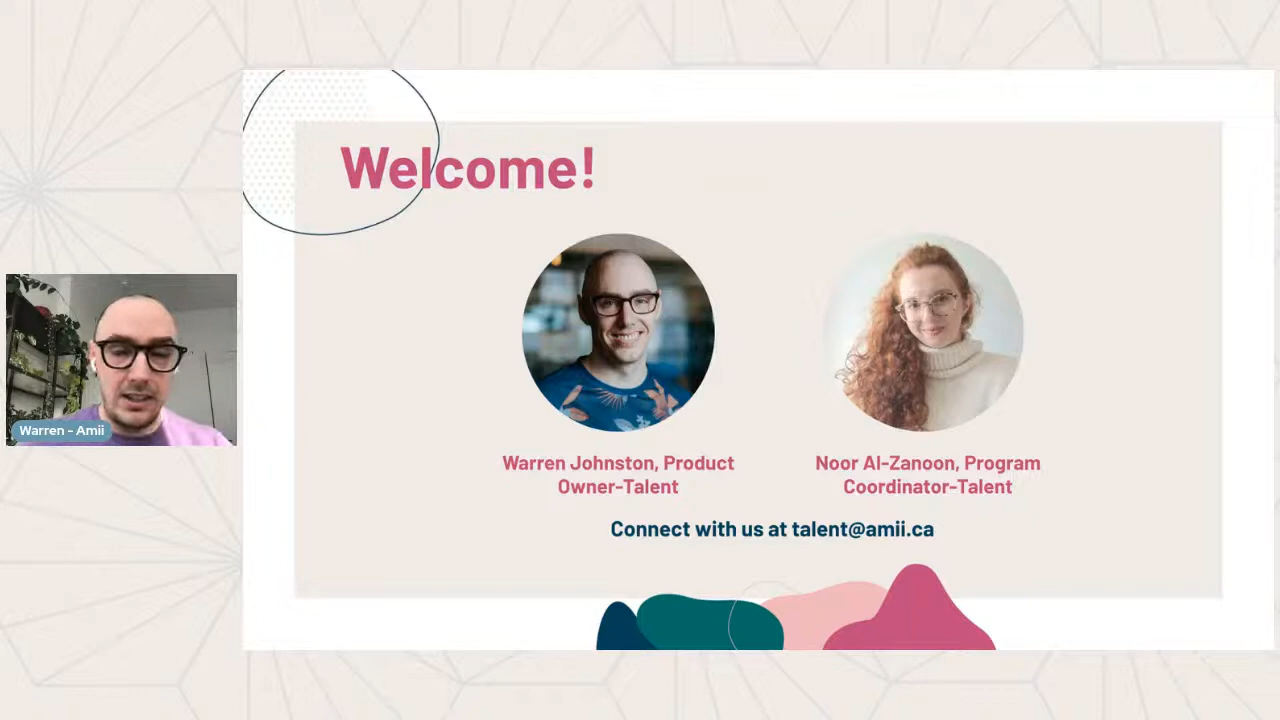 Welcome!
Warren - Amii
Warren Johnston, Product
Owner-Talent
Noor Al-Zanoon, Program
Coordinator-Talent
Connect with us at talent@amii.ca